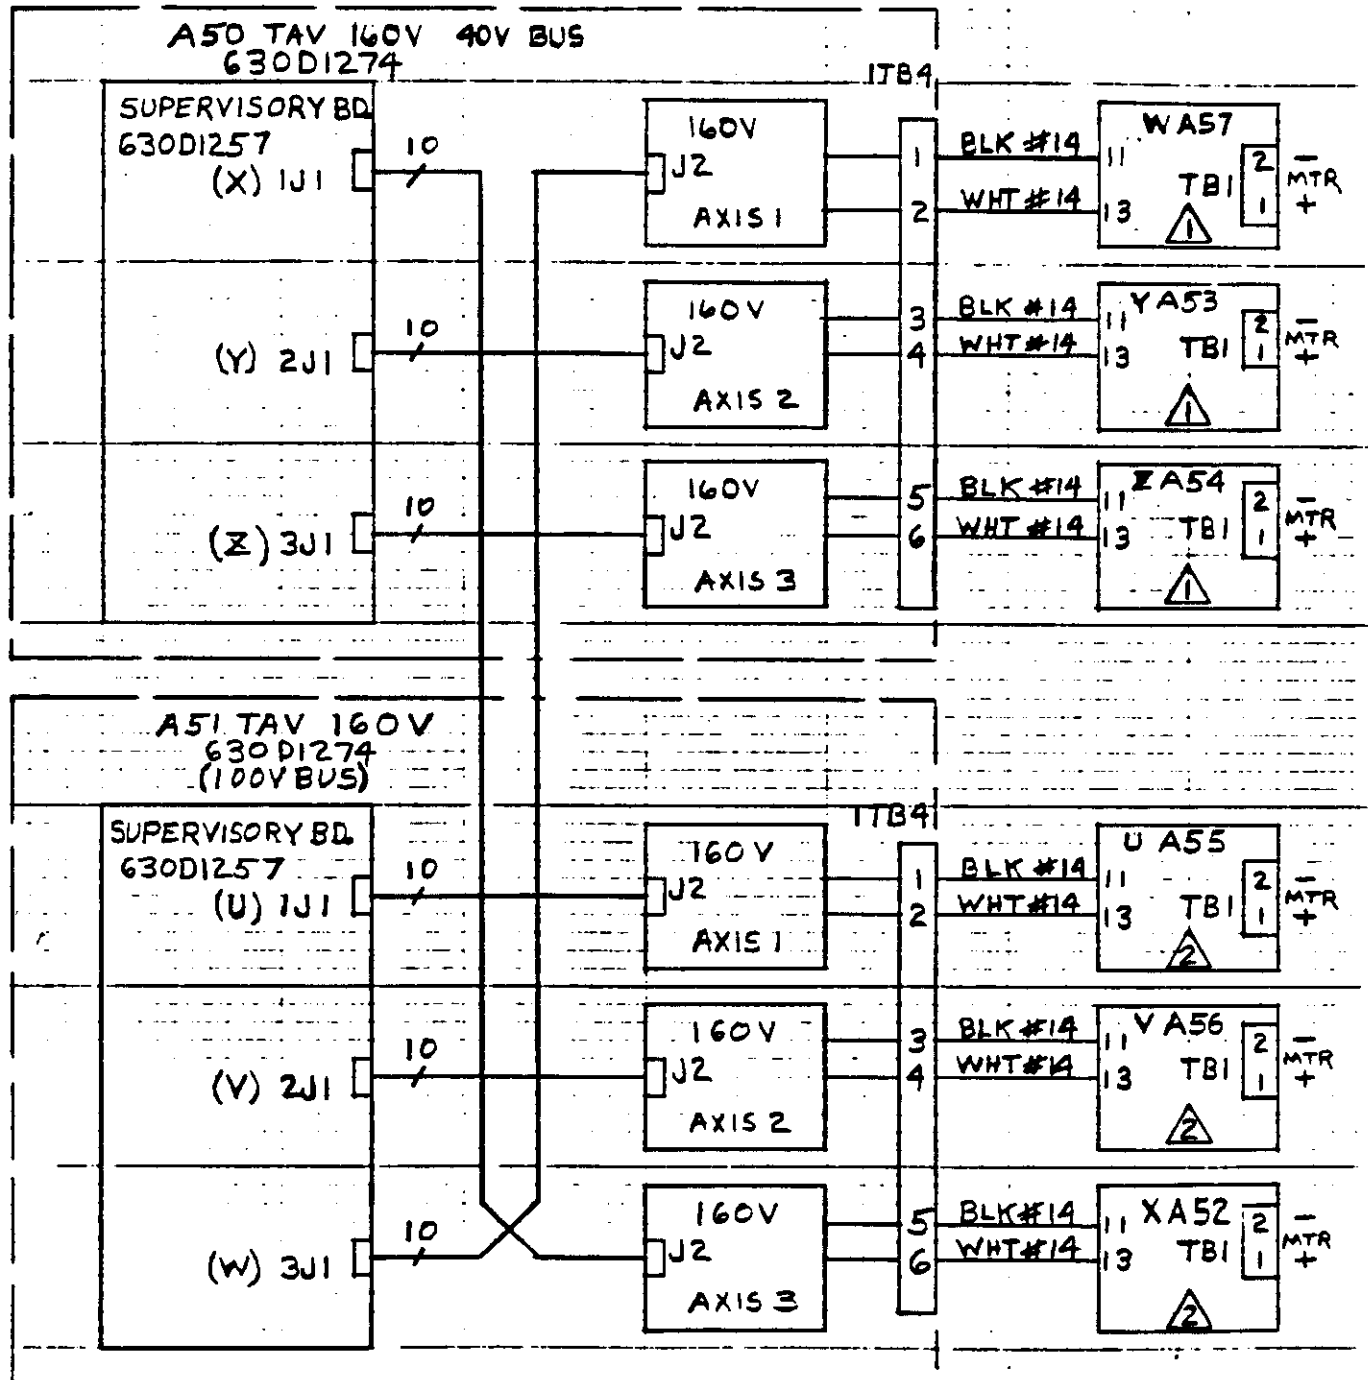 A50 TAV 160V 40V BUS
630D1274
1TB4
SUPERVISORY BD.
630D1257
(X) 1J1
10
160V
J2
AXIS 1
1
2
BLK #14
WHT #14
W A57
11
13
TB1
2
1
−
MTR
+
1
(Y) 2J1
10
160V
J2
AXIS 2
3
4
BLK #14
WHT #14
Y A53
11
13
TB1
2
1
−
MTR
+
1
(Z) 3J1
10
160V
J2
AXIS 3
5
6
BLK #14
WHT #14
Z A54
11
13
TB1
2
1
−
MTR
+
1
A51 TAV 160V
630D1274
(100V BUS)
1TB4
SUPERVISORY BD.
630D1257
(U) 1J1
10
160V
J2
AXIS 1
1
2
BLK #14
WHT #14
U A55
11
13
TB1
2
1
−
MTR
+
2
(V) 2J1
10
160V
J2
AXIS 2
3
4
BLK #14
WHT #14
V A56
11
13
TB1
2
1
−
MTR
+
2
(W) 3J1
10
160V
J2
AXIS 3
5
6
BLK #14
WHT #14
X A52
11
13
TB1
2
1
−
MTR
+
2